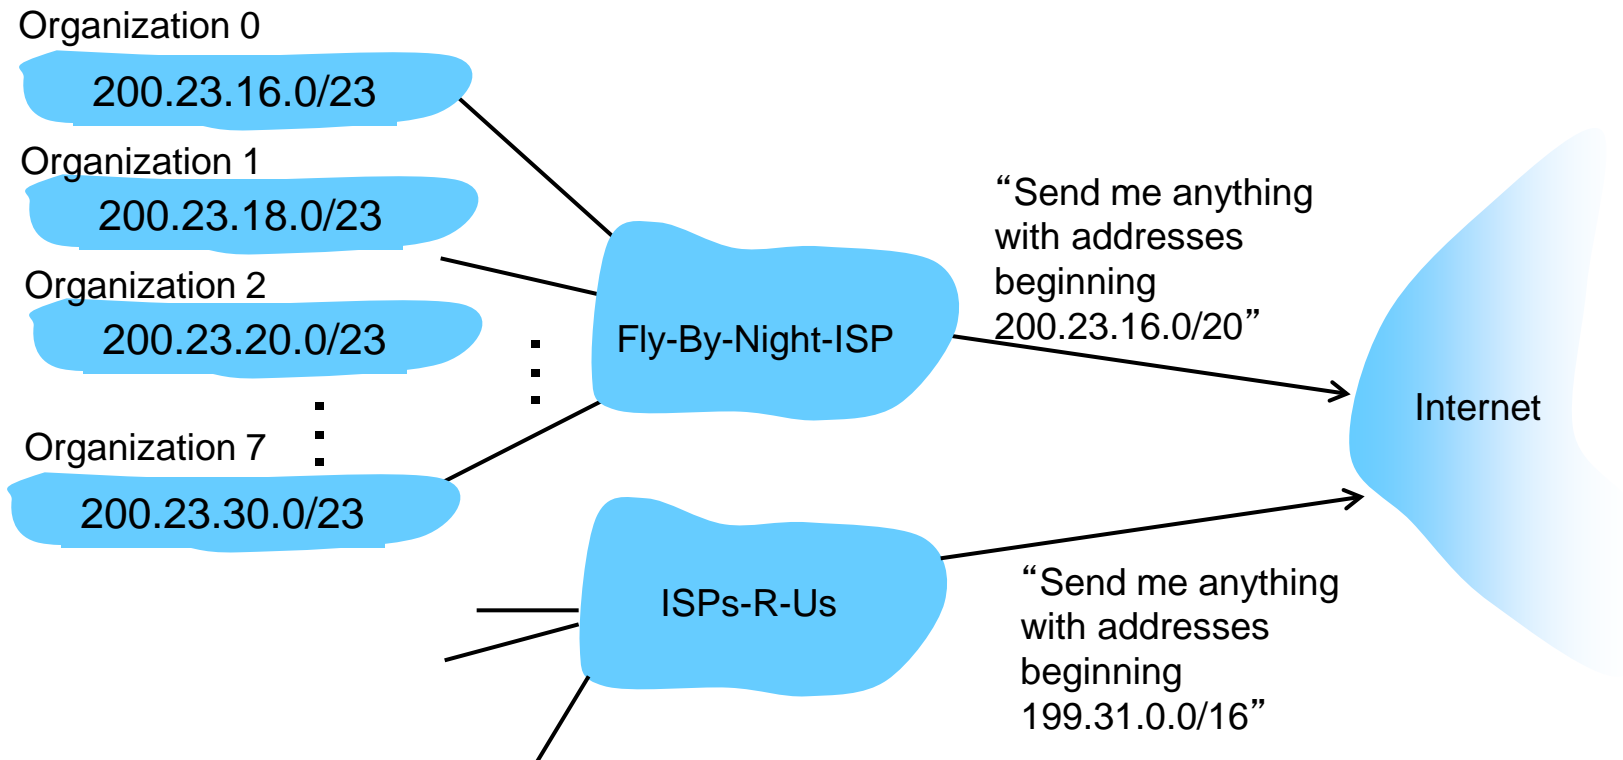 Organization 0
200.23.16.0/23
Organization 1
200.23.18.0/23
Organization 2
200.23.20.0/23
Organization 7
200.23.30.0/23
Fly-By-Night-ISP
“Send me anything
with addresses
beginning
200.23.16.0/20”
Internet
ISPs-R-Us
“Send me anything
with addresses
beginning
199.31.0.0/16”